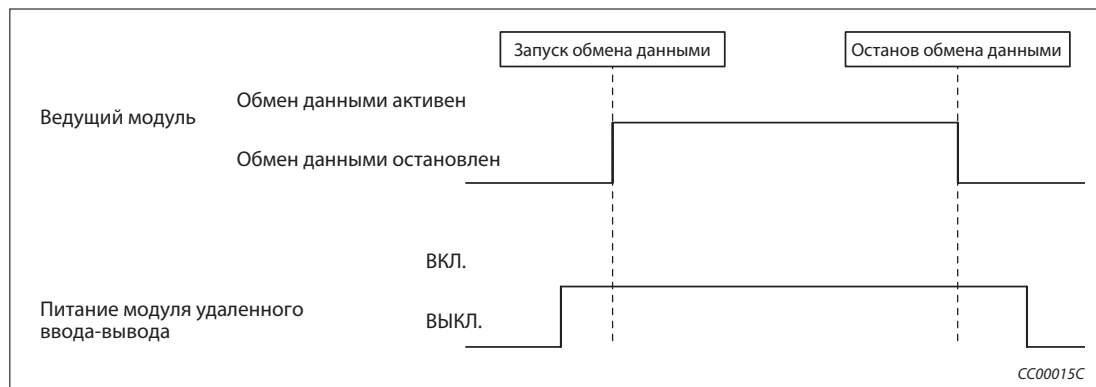 Запуск обмена данными
Останов обмена данными
Обмен данными активен
Ведущий модуль
Обмен данными остановлен
ВКЛ.
Питание модуля удаленного
ввода-вывода
ВЫКЛ.
CC00015C